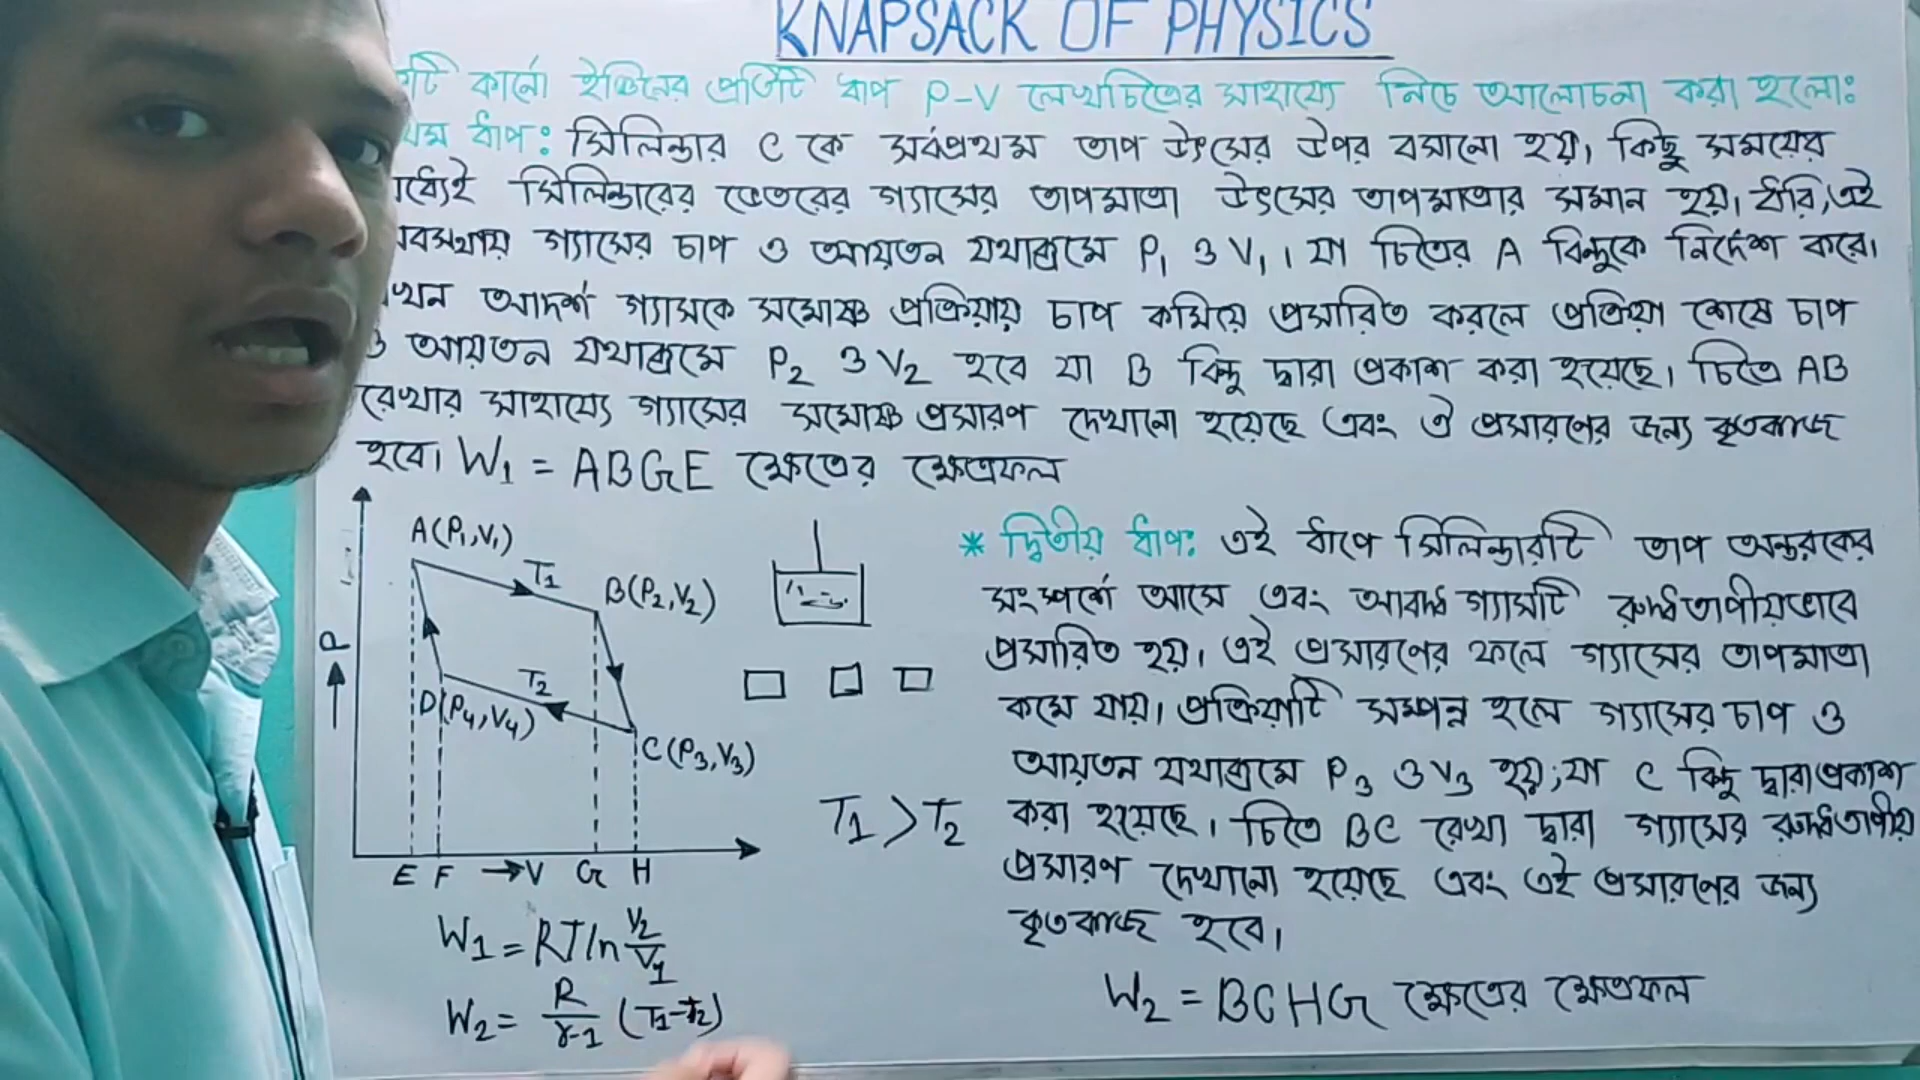 KNAPSACK OF PHYSICS
কার্নো ইঞ্জিনের প্রতিটি ধাপ P-V লেখচিত্রের সাহায্যে নিচে আলোচনা করা হলোঃ
ধাপঃ সিলিন্ডার C কে সর্বপ্রথম তাপ উৎসের উপর বসানো হয়। কিছু সময়ের
সিলিন্ডারের ভেতরের গ্যাসের তাপমাত্রা উৎসের তাপমাত্রার সমান হয়। ধরি, এই
গ্যাসের চাপ ও আয়তন যথাক্রমে P₁ ও V₁। যা চিত্রের A বিন্দুকে নির্দেশ করে।
আদর্শ গ্যাসকে সমোষ্ণ প্রক্রিয়ায় চাপ কমিয়ে প্রসারিত করলে প্রক্রিয়া শেষে চাপ
ও আয়তন যথাক্রমে P₂ ও V₂ হবে যা B বিন্দু দ্বারা প্রকাশ করা হয়েছে। চিত্রে AB
রেখার সাহায্যে গ্যাসের সমোষ্ণ প্রসারণ দেখানো হয়েছে এবং ঐ প্রসারণের জন্য কৃতকাজ
হবে। W₁ = ABGE ক্ষেত্রের ক্ষেত্রফল
A(P₁,V₁)
T₁
B(P₂,V₂)
P
T₂
D(P₄,V₄)
C(P₃,V₃)
E F →V G H
W₁ = RT ln V₂/V₁
W₂ = R/γ-1 (T₁-T₂)
T₁ > T₂
* দ্বিতীয় ধাপঃ এই ধাপে সিলিন্ডারটি তাপ অন্তরকের
সংস্পর্শে আসে এবং আবদ্ধ গ্যাসটি রুদ্ধতাপীয়ভাবে
প্রসারিত হয়। এই প্রসারণের ফলে গ্যাসের তাপমাত্রা
কমে যায়। প্রক্রিয়াটি সম্পন্ন হলে গ্যাসের চাপ ও
আয়তন যথাক্রমে P₃ ও V₃ হয়; যা C বিন্দু দ্বারা প্রকাশ
করা হয়েছে। চিত্রে BC রেখা দ্বারা গ্যাসের রুদ্ধতাপীয়
প্রসারণ দেখানো হয়েছে এবং এই প্রসারণের জন্য
কৃতকাজ হবে।
W₂ = BCHG ক্ষেত্রের ক্ষেত্রফল